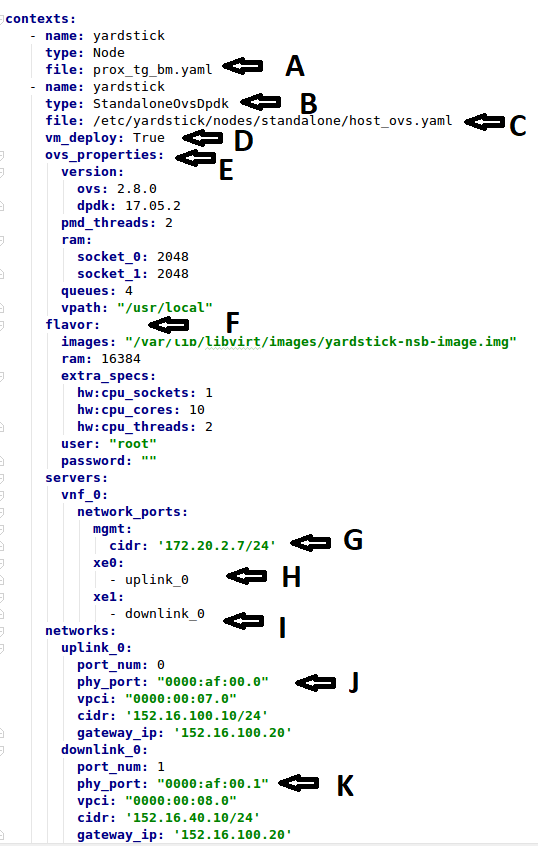 contexts:
- name: yardstick
type: Node
file: prox_tg_bm.yaml A
- name: yardstick
type: StandaloneOvsDpdk B
file: /etc/yardstick/nodes/standalone/host_ovs.yaml C
vm_deploy: True D
ovs_properties: E
version:
ovs: 2.8.0
dpdk: 17.05.2
pmd_threads: 2
ram:
socket_0: 2048
socket_1: 2048
queues: 4
vpath: "/usr/local"
flavor: F
images: "/var/lib/libvirt/images/yardstick-nsb-image.img"
ram: 16384
extra_specs:
hw:cpu_sockets: 1
hw:cpu_cores: 10
hw:cpu_threads: 2
user: "root"
password: ""
servers:
vnf_0:
network_ports:
mgmt:
cidr: '172.20.2.7/24' G
xe0:
- uplink_0 H
xe1:
- downlink_0 I
networks:
uplink_0:
port_num: 0
phy_port: "0000:af:00.0" J
vpci: "0000:00:07.0"
cidr: '152.16.100.10/24'
gateway_ip: '152.16.100.20'
downlink_0:
port_num: 1
phy_port: "0000:af:00.1" K
vpci: "0000:00:08.0"
cidr: '152.16.40.10/24'
gateway_ip: '152.16.100.20'